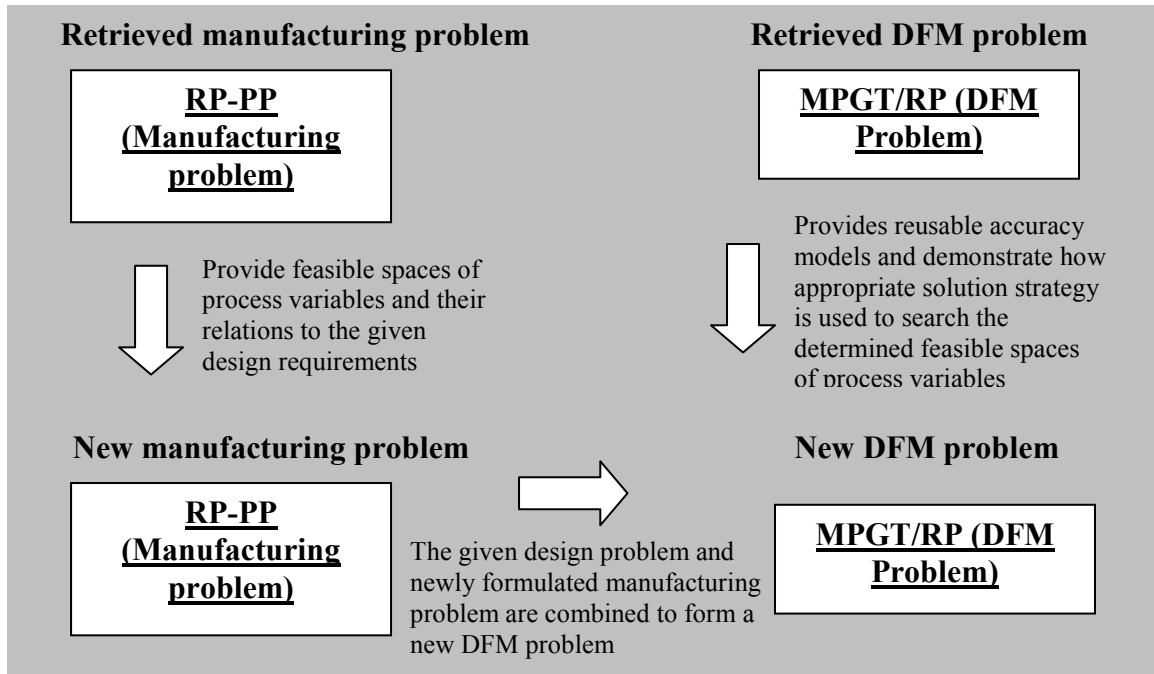 Retrieved manufacturing problem
RP-PP
(Manufacturing
problem)
Provide feasible spaces of
process variables and their
relations to the given
design requirements
Retrieved DFM problem
MPGT/RP (DFM
Problem)
Provides reusable accuracy
models and demonstrate how
appropriate solution strategy
is used to search the
determined feasible spaces
of process variables
New manufacturing problem
RP-PP
(Manufacturing
problem)
The given design problem and
newly formulated manufacturing
problem are combined to form a
new DFM problem
New DFM problem
MPGT/RP (DFM
Problem)